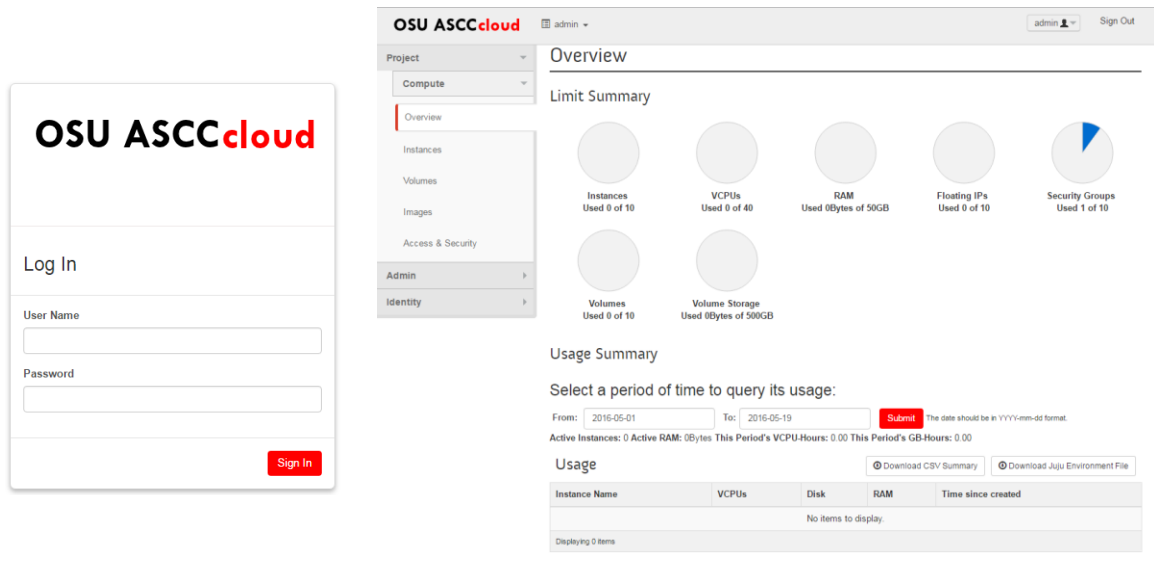 OSU ASCCcloud
Log In
User Name
Password
Sign In
OSU ASCCcloud admin admin Sign Out
Project
Compute
Overview
Instances
Volumes
Images
Access & Security
Admin
Identity
Overview
Limit Summary
Instances VCPUs RAM Floating IPs Security Groups
Used 0 of 10 Used 0 of 40 Used 0Bytes of 50GB Used 0 of 10 Used 1 of 10
Volumes Volume Storage
Used 0 of 10 Used 0Bytes of 500GB
Usage Summary
Select a period of time to query its usage:
From: 2016-05-01 To: 2016-05-19 Submit The date should be in YYYY-mm-dd format.
Active Instances: 0 Active RAM: 0Bytes This Period's VCPU-Hours: 0.00 This Period's GB-Hours: 0.00
Usage Download CSV Summary Download Juju Environment File
Instance Name VCPUs Disk RAM Time since created
No items to display.
Displaying 0 items